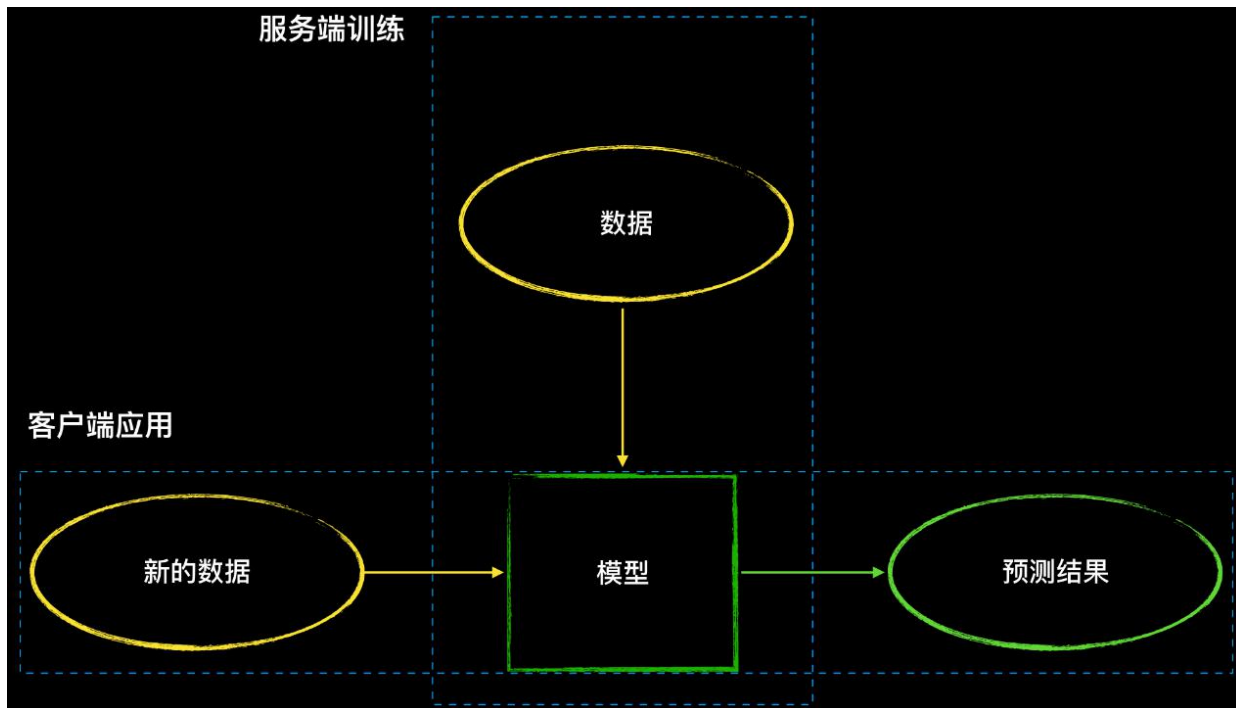 服务端训练
数据
客户端应用
新的数据
模型
预测结果